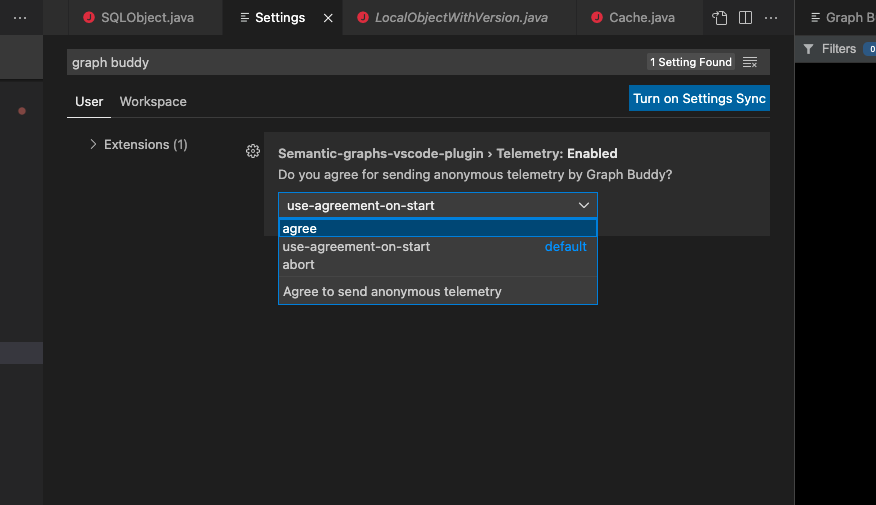 SQLObject.java
Settings
LocalObjectWithVersion.java
Cache.java
Graph B
graph buddy
1 Setting Found
Filters
0
User
Workspace
Turn on Settings Sync
Extensions (1)
Semantic-graphs-vscode-plugin › Telemetry: Enabled
Do you agree for sending anonymous telemetry by Graph Buddy?
use-agreement-on-start
agree
use-agreement-on-start
default
abort
Agree to send anonymous telemetry